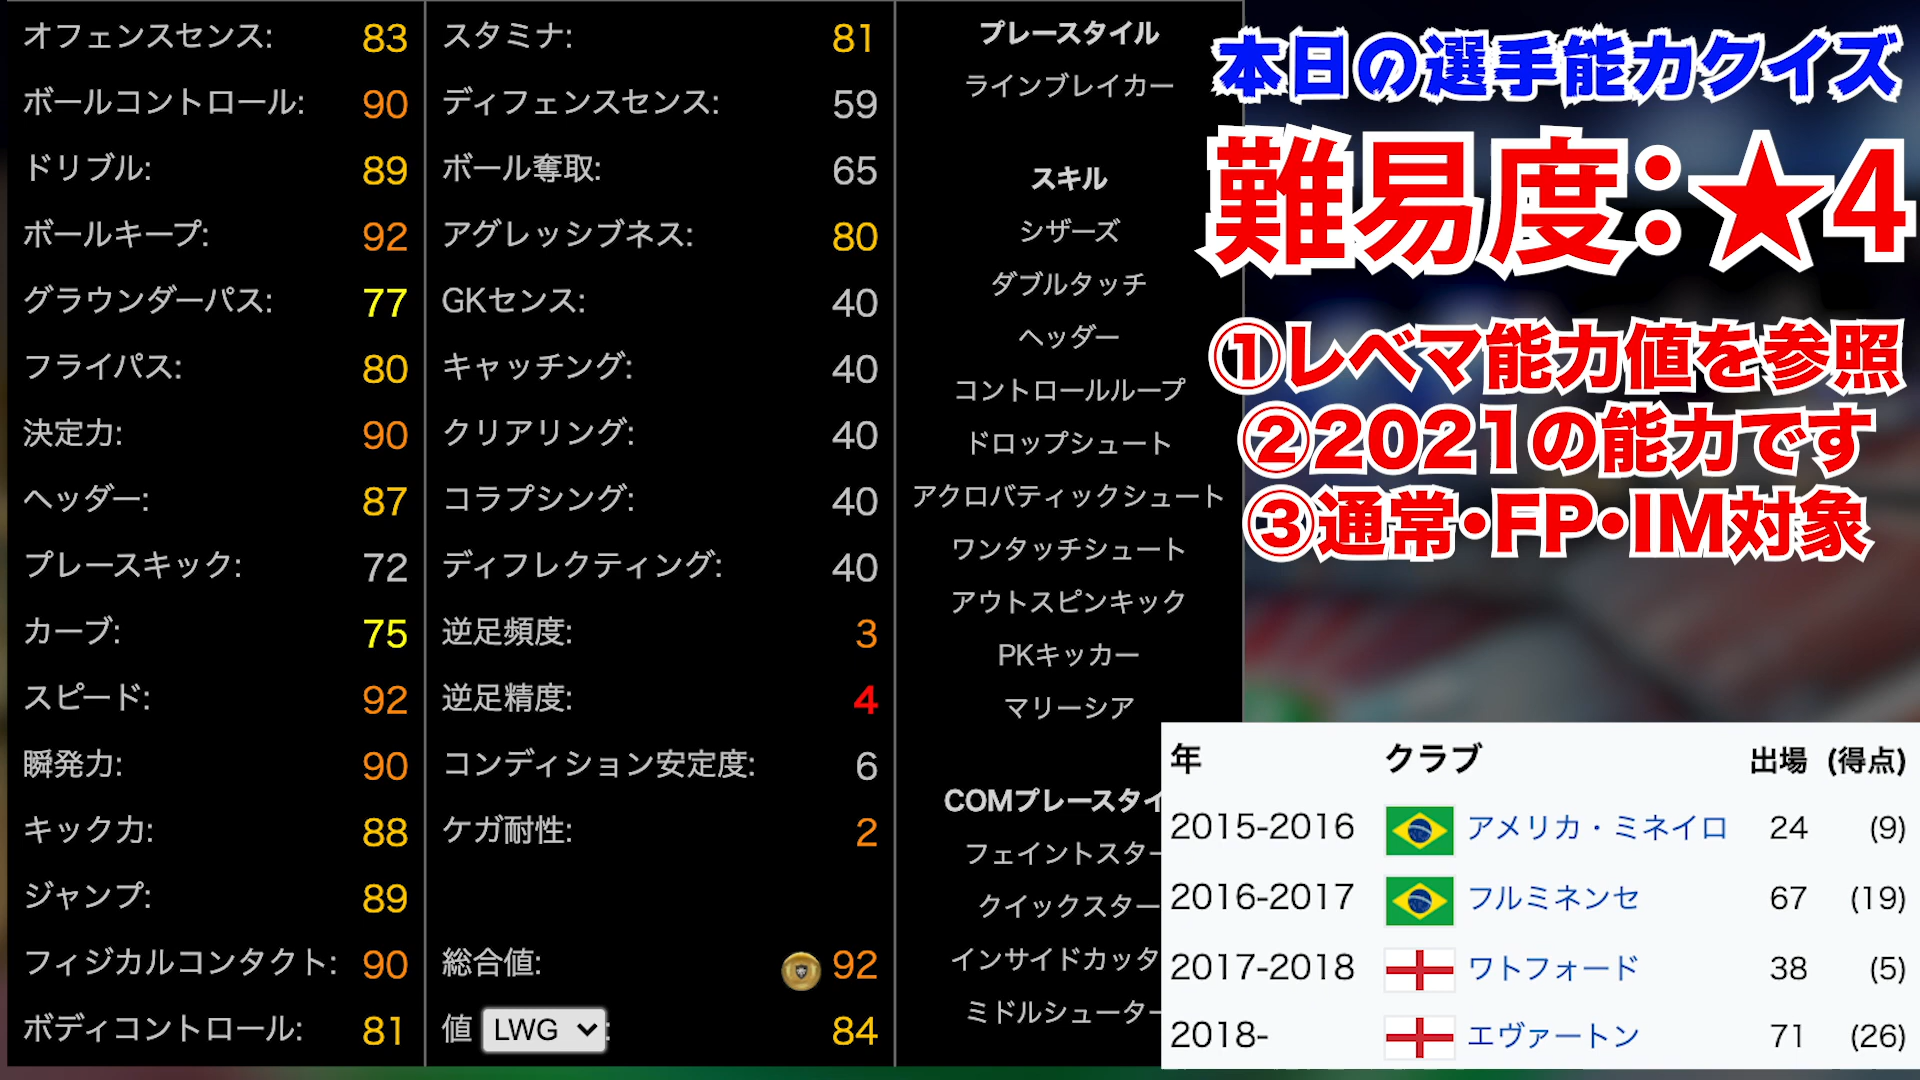 オフェンスセンス: 83
ボールコントロール: 90
ドリブル: 89
ボールキープ: 92
グラウンダーパス: 77
フライパス: 80
決定力: 90
ヘッダー: 87
プレースキック: 72
カーブ: 75
スピード: 92
瞬発力: 90
キック力: 88
ジャンプ: 89
フィジカルコンタクト: 90
ボディコントロール: 81
スタミナ: 81
ディフェンスセンス: 59
ボール奪取: 65
アグレッシブネス: 80
GKセンス: 40
キャッチング: 40
クリアリング: 40
コラプシング: 40
ディフレクティング: 40
逆足頻度: 3
逆足精度: 4
コンディション安定度: 6
ケガ耐性: 2
総合値: 92
値 LWG : 84
プレースタイル
ラインブレイカー
スキル
シザーズ
ダブルタッチ
ヘッダー
コントロールループ
ドロップシュート
アクロバティックシュート
ワンタッチシュート
アウトスピンキック
PKキッカー
マリーシア
COMプレースタイ
フェイントスター
クイックスター
インサイドカッタ
ミドルシューター
本日の選手能力クイズ
難易度:★4
①レベマ能力値を参照
②2021の能力です
③通常・FP・IM対象
年 クラブ 出場 (得点)
2015-2016 アメリカ・ミネイロ 24 (9)
2016-2017 フルミネンセ 67 (19)
2017-2018 ワトフォード 38 (5)
2018- エヴァートン 71 (26)